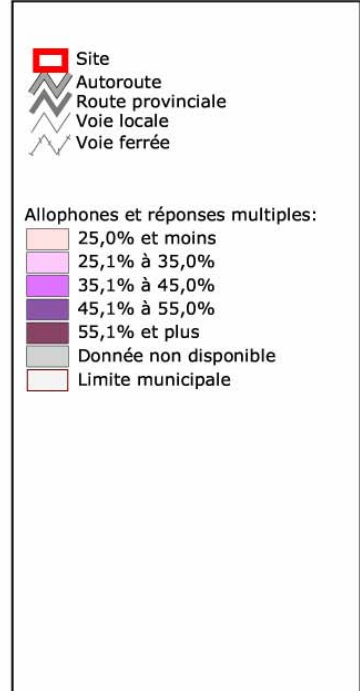 Site
Autoroute
Route provinciale
Voie locale
Voie ferrée
Allophones et réponses multiples:
25,0% et moins
25,1% à 35,0%
35,1% à 45,0%
45,1% à 55,0%
55,1% et plus
Donnée non disponible
Limite municipale